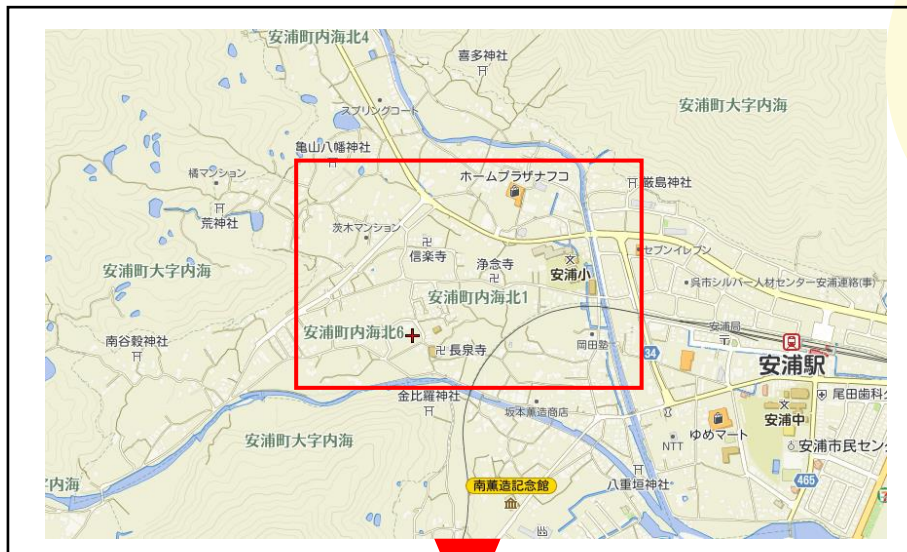 安浦町内海北4
喜多神社
安浦町大字内海
スプリングコート
亀山八幡神社
橘マンション
ホームプラザナフコ
厳島神社
荒神社
茨木マンション
信楽寺
浄念寺
安浦小
セブンイレブン
安浦町大字内海
呉市シルバー人材センター安浦連絡(事)
安浦町内海北1
安浦町内海北6
安浦局
南谷穀神社
長泉寺
岡田塾
34
安浦駅
金比羅神社
尾田歯科
坂本薫造商店
安浦中
ゆめマート
安浦町大字内海
NTT
安浦市民セン
字内海
465
南薫造記念館
八重垣神社